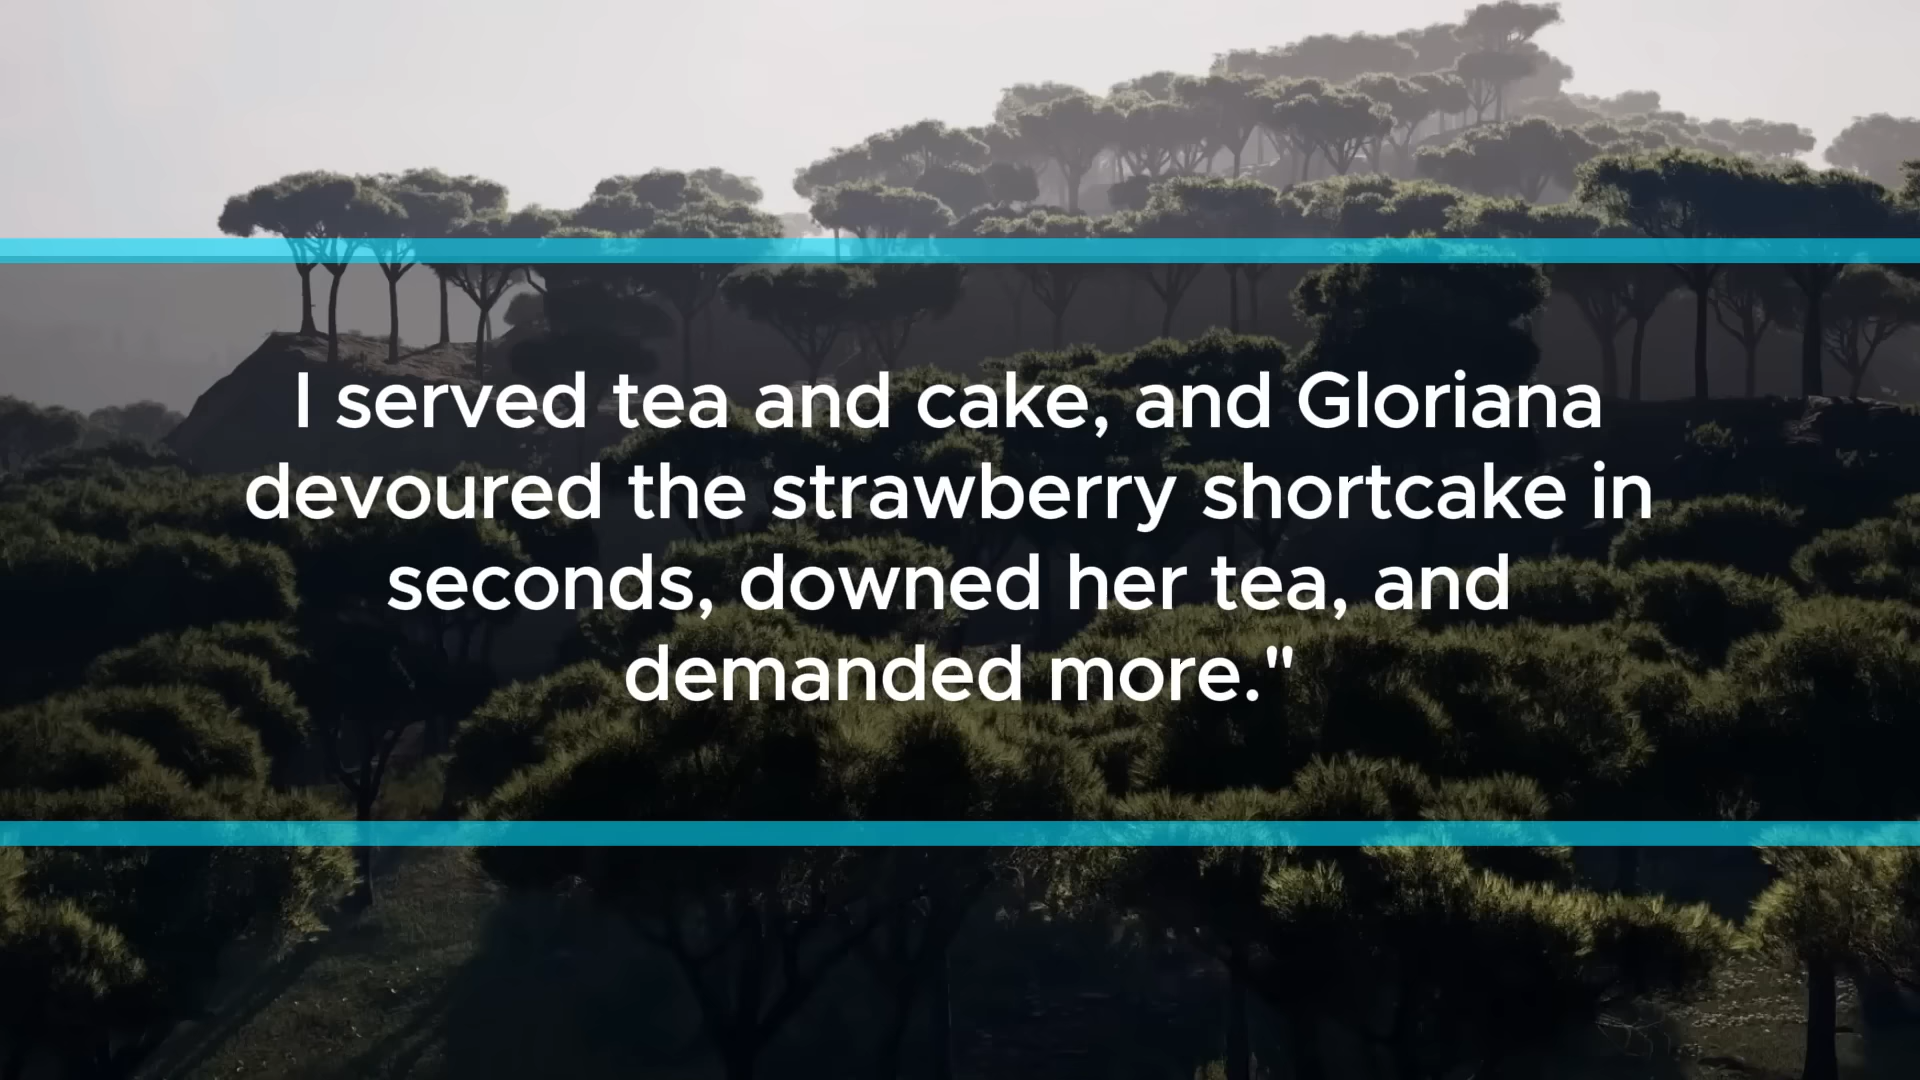 I served tea and cake, and Gloriana
devoured the strawberry shortcake in
seconds, downed her tea, and
demanded more."